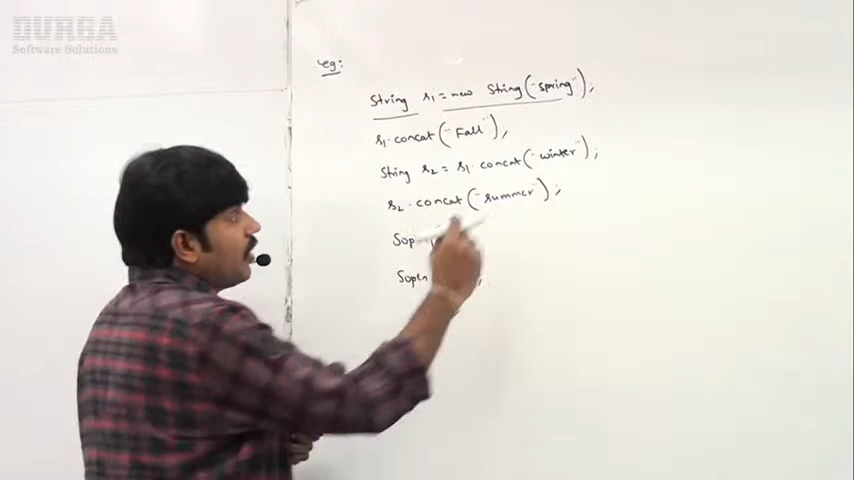 DURGA
Software Solutions
eg:
String s1 = new String("spring");
s1.concat("Fall");
String s2 = s1.concat("winter");
s2.concat("summer");
Sop
Sopln